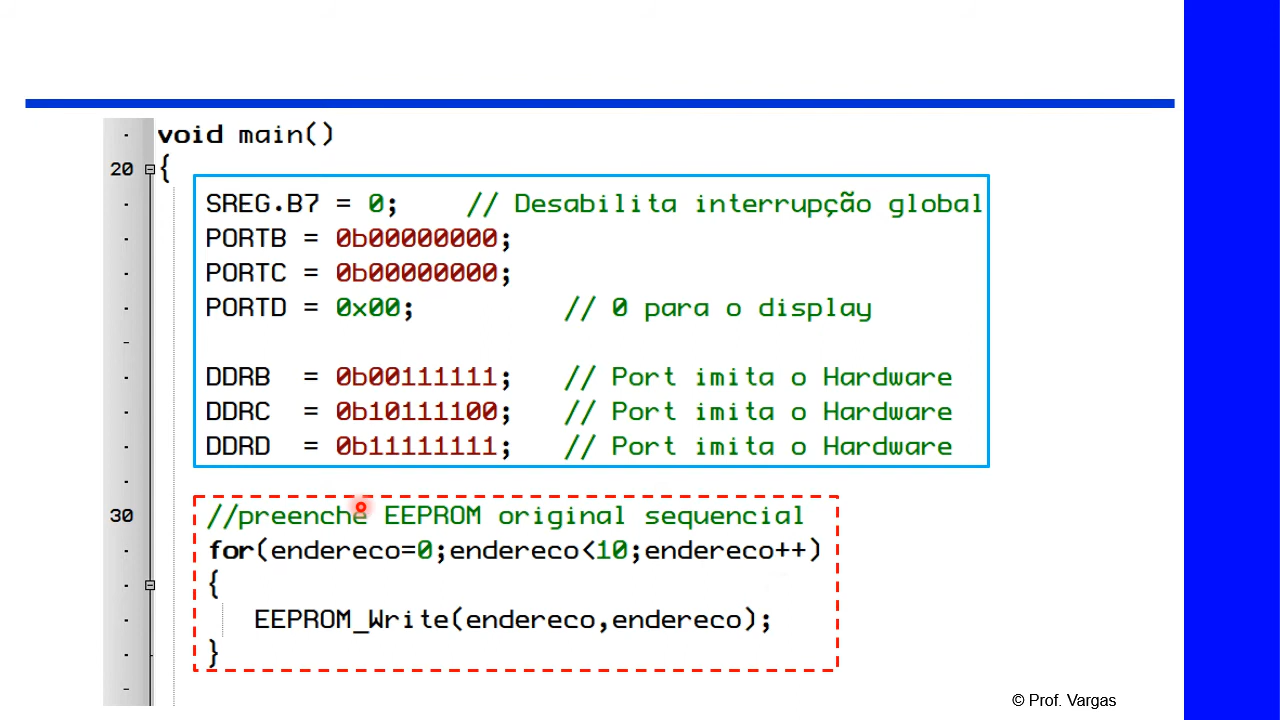 void main()
20 {
SREG.B7 = 0; // Desabilita interrupção global
PORTB = 0b00000000;
PORTC = 0b00000000;
PORTD = 0x00; // 0 para o display
DDRB = 0b00111111; // Port imita o Hardware
DDRC = 0b10111100; // Port imita o Hardware
DDRD = 0b11111111; // Port imita o Hardware
30 //preenche EEPROM original sequencial
for(endereco=0;endereco<10;endereco++)
{
EEPROM_Write(endereco,endereco);
}
© Prof. Vargas